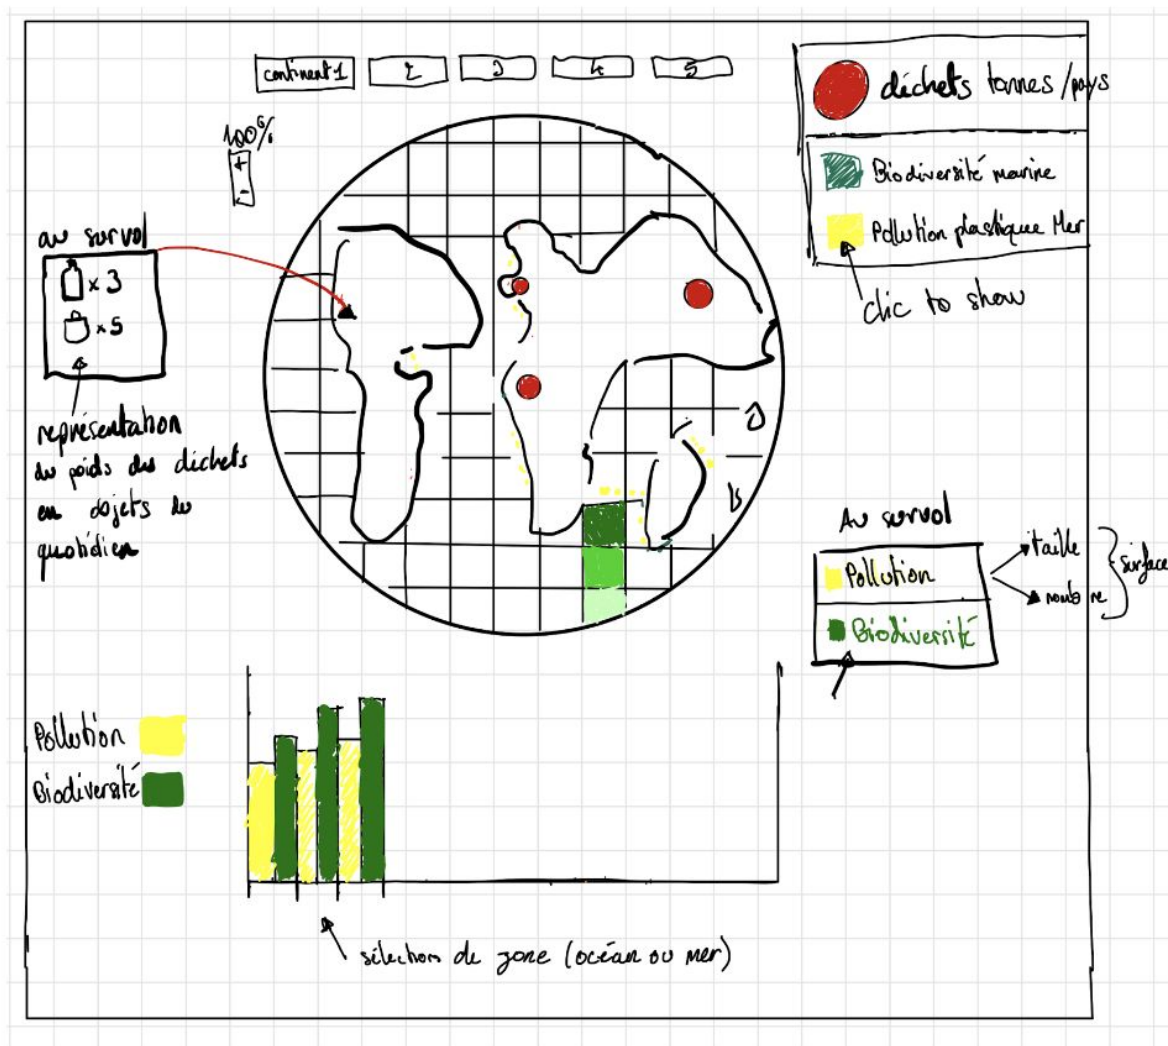 continent 1
2
3
4
5
déchets tonnes / pays
100%
+
-
Biodiversité marine
Pollution plastique Mer
clic to show
au survol
x 3
x 5
représentation
du poids des déchets
en objets du
quotidien
Au survol
Pollution
Biodiversité
taille
nombre
surface
Pollution
Biodiversité
sélection de zone (océan ou mer)